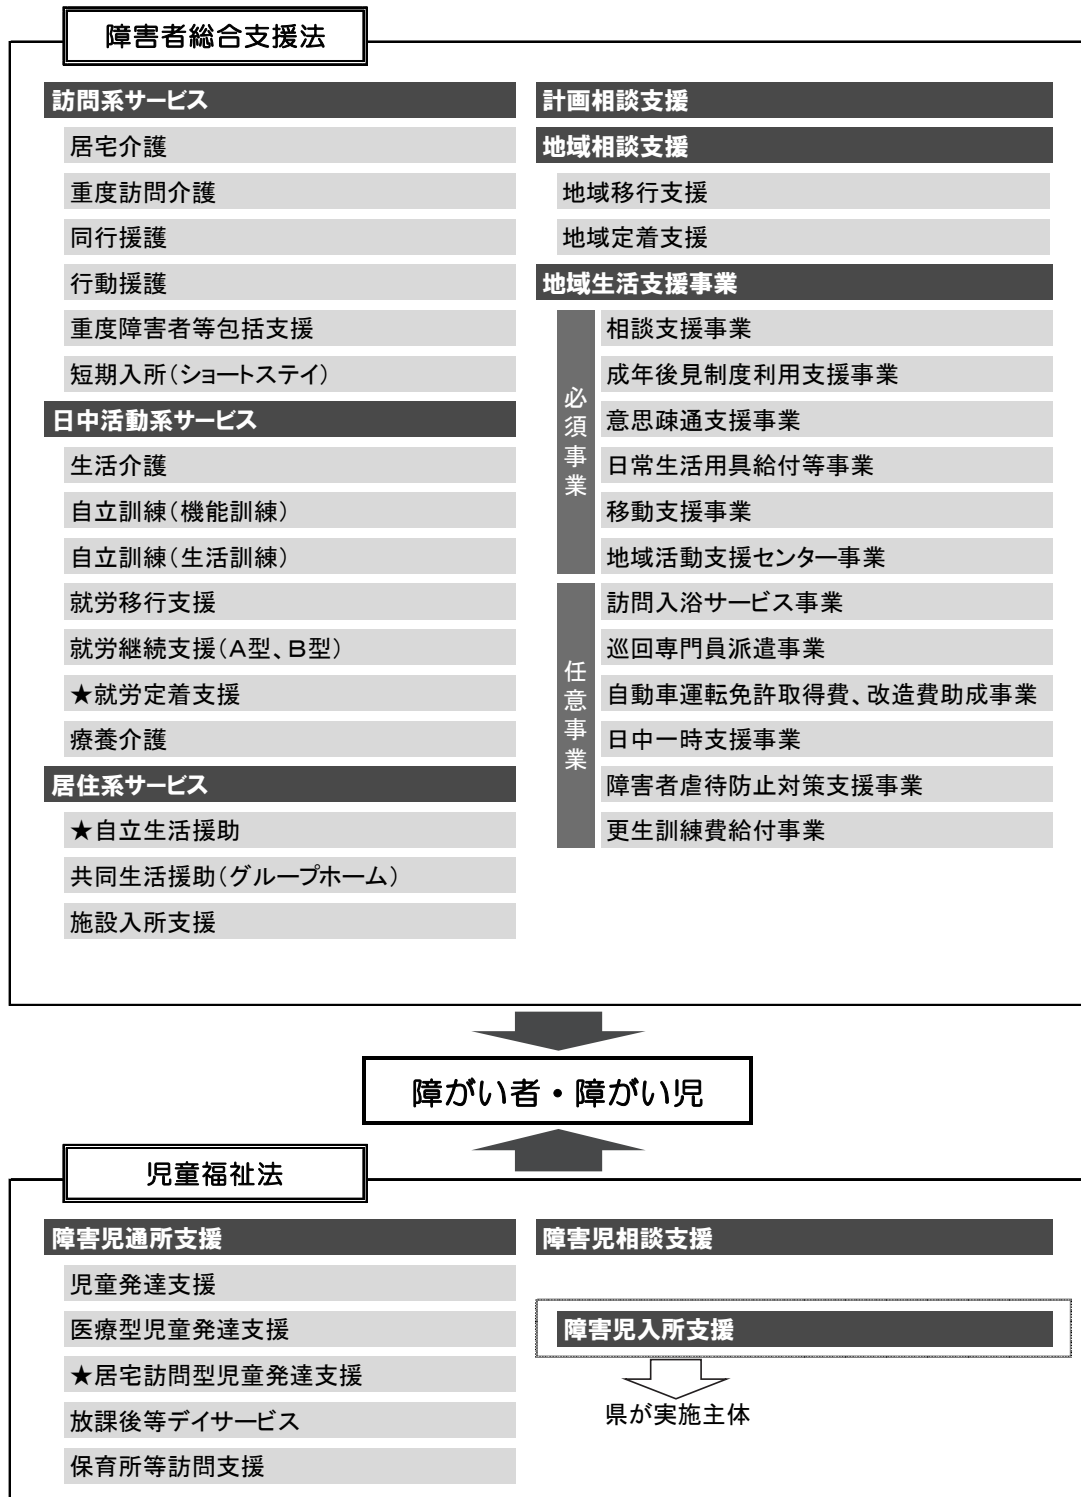 障害者総合支援法
訪問系サービス
居宅介護
重度訪問介護
同行援護
行動援護
重度障害者等包括支援
短期入所（ショートステイ）
日中活動系サービス
生活介護
自立訓練（機能訓練）
自立訓練（生活訓練）
就労移行支援
就労継続支援（Ａ型、Ｂ型）
★就労定着支援
療養介護
居住系サービス
★自立生活援助
共同生活援助（グループホーム）
施設入所支援
計画相談支援
地域相談支援
地域移行支援
地域定着支援
地域生活支援事業
必須事業
相談支援事業
成年後見制度利用支援事業
意思疎通支援事業
日常生活用具給付等事業
移動支援事業
地域活動支援センター事業
任意事業
訪問入浴サービス事業
巡回専門員派遣事業
自動車運転免許取得費、改造費助成事業
日中一時支援事業
障害者虐待防止対策支援事業
更生訓練費給付事業
障がい者・障がい児
児童福祉法
障害児通所支援
児童発達支援
医療型児童発達支援
★居宅訪問型児童発達支援
放課後等デイサービス
保育所等訪問支援
障害児相談支援
障害児入所支援
県が実施主体